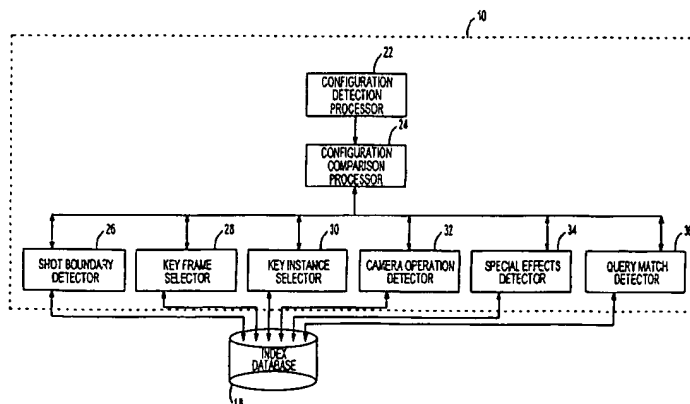 10
22
CONFIGURATION
DETECTION
PROCESSOR
24
CONFIGURATION
COMPARISON
PROCESSOR
26
28
30
32
34
36
SHOT BOUNDARY
DETECTOR
KEY FRAME
SELECTOR
KEY INSTANCE
SELECTOR
CAMERA OPERATION
DETECTOR
SPECIAL EFFECTS
DETECTOR
QUERY MATCH
DETECTOR
INDEX
DATABASE